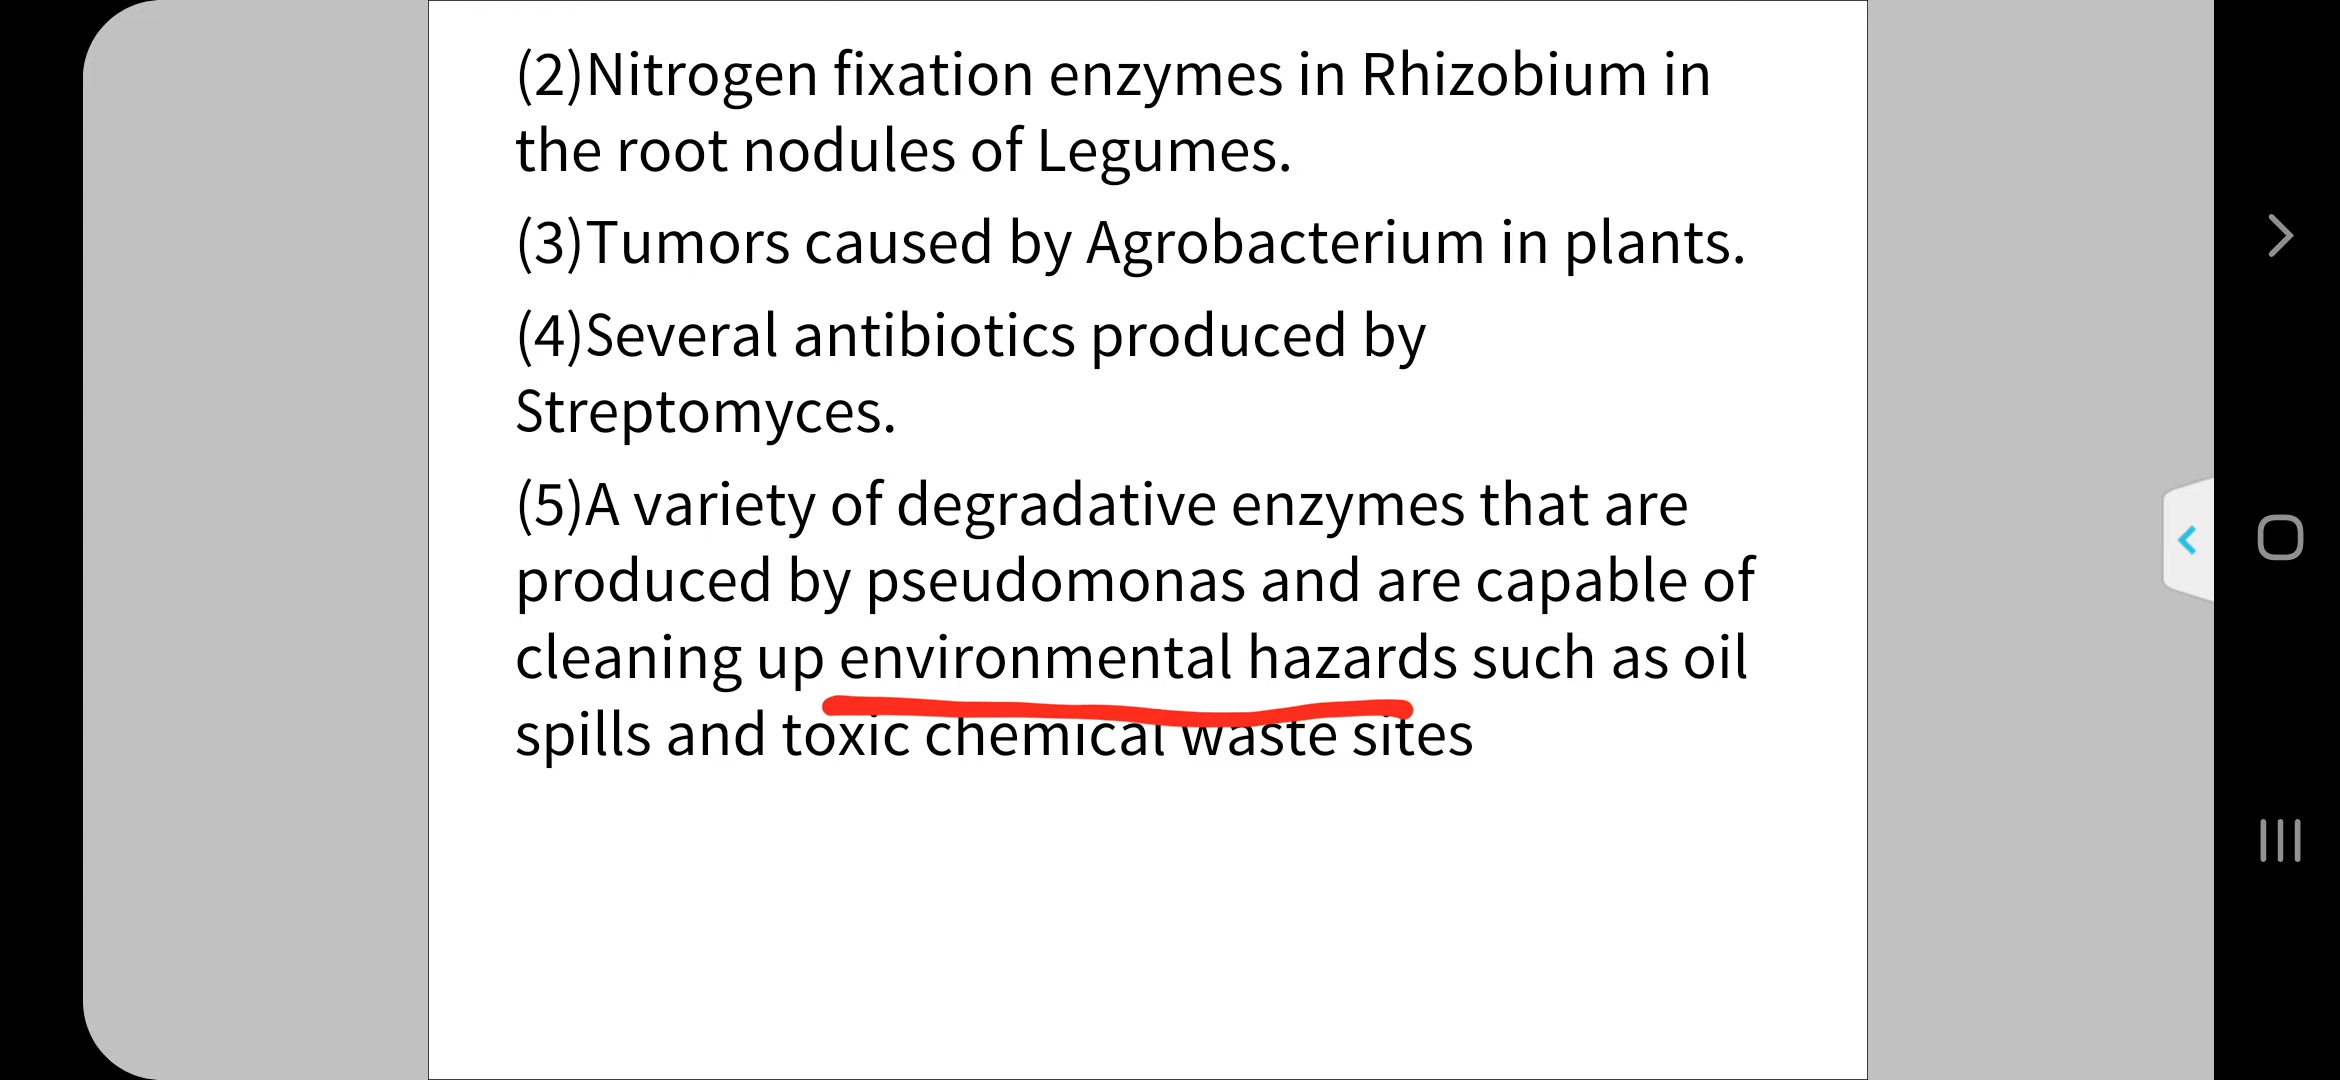 (2)Nitrogen fixation enzymes in Rhizobium in
the root nodules of Legumes.
(3)Tumors caused by Agrobacterium in plants.
(4)Several antibiotics produced by
Streptomyces.
(5)A variety of degradative enzymes that are
produced by pseudomonas and are capable of
cleaning up environmental hazards such as oil
spills and toxic chemical waste sites